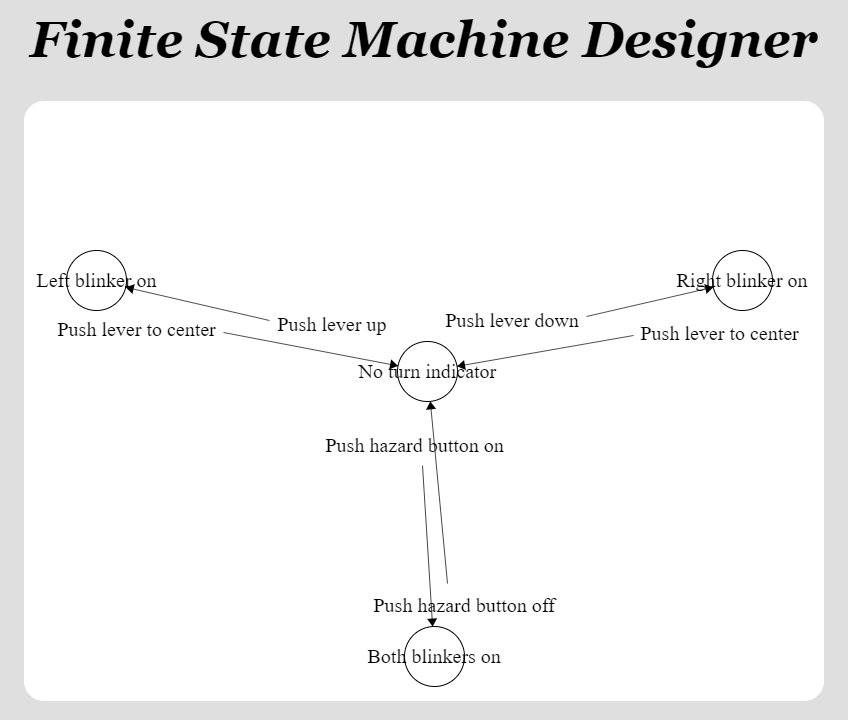 Finite State Machine Designer
Left blinker on
Right blinker on
Push lever to center
Push lever up
Push lever down
Push lever to center
No turn indicator
Push hazard button on
Push hazard button off
Both blinkers on